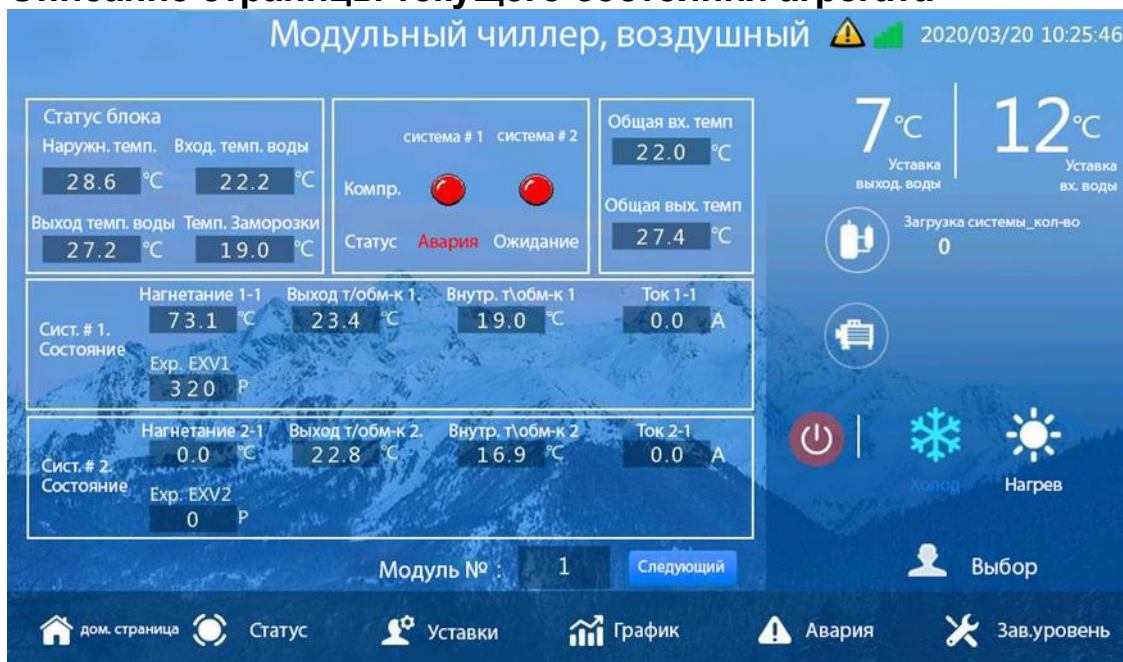 Описание страницы текущего состояния агрегата
Модульный чиллер, воздушный 2020/03/20 10:25:46
Статус блока
Наружн. темп. Вход. темп. воды
28.6 °C 22.2 °C
Выход темп. воды Темп. Заморозки
27.2 °C 19.0 °C
система # 1 система # 2
Компр.
Статус Авария Ожидание
Общая вх. темп
22.0 °C
Общая вых. темп
27.4 °C
7°C
Уставка
выход. воды
12°C
Уставка
вх. воды
Загрузка системы_кол-во
0
Сист. # 1.
Состояние
Нагнетание 1-1 Выход т/обм-к 1. Внутр. т\обм-к 1 Ток 1-1
73.1 °C 23.4 °C 19.0 °C 0.0 A
Exp. EXV1
320 P
Сист. # 2.
Состояние
Нагнетание 2-1 Выход т/обм-к 2. Внутр. т\обм-к 2 Ток 2-1
0.0 °C 22.8 °C 16.9 °C 0.0 A
Exp. EXV2
0 P
Холод Нагрев
Модуль № : 1 Следующий
Выбор
дом. страница Статус Уставки График Авария Зав.уровень